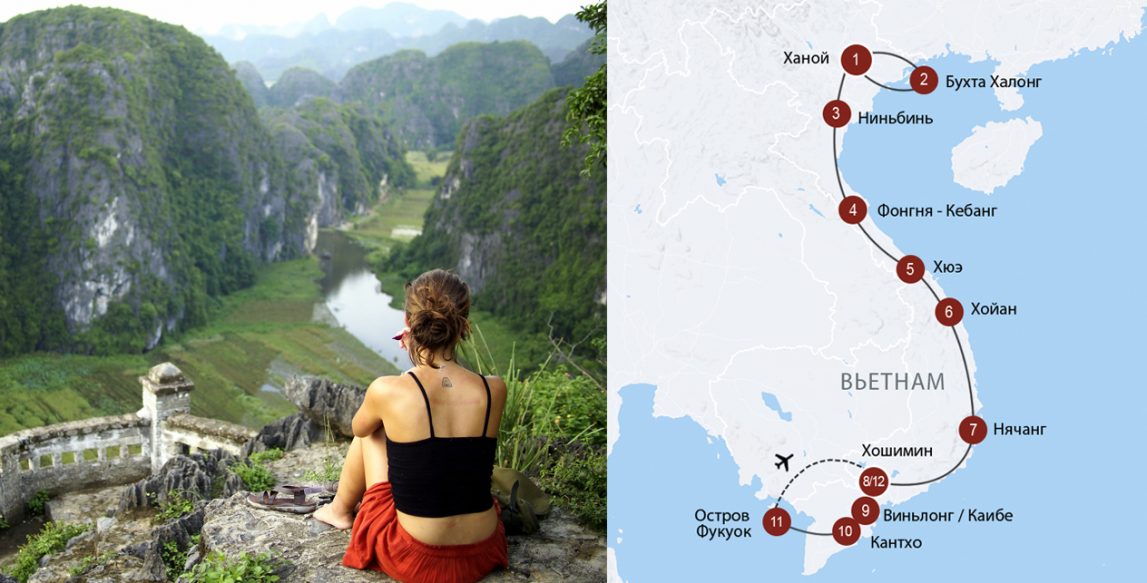 Ханой
1
2
Бухта Халонг
3
Ниньбинь
4
Фонгня - Кебанг
5
Хюэ
6
Хойан
ВЬЕТНАМ
7
Нячанг
Хошимин
8/12
9
Виньлонг / Каибе
10
Кантхо
11
Остров
Фукуок